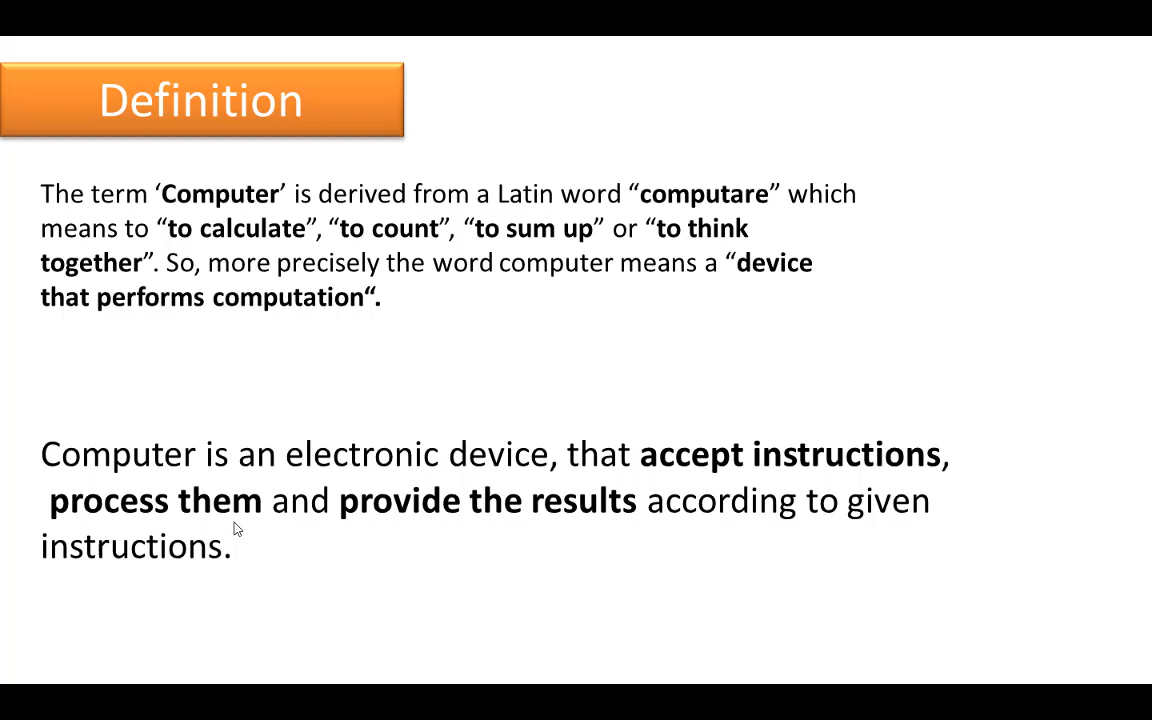 Definition
The term ‘Computer’ is derived from a Latin word “computare” which
means to “to calculate”, “to count”, “to sum up” or “to think
together”. So, more precisely the word computer means a “device
that performs computation“.
Computer is an electronic device, that accept instructions,
process them and provide the results according to given
instructions.